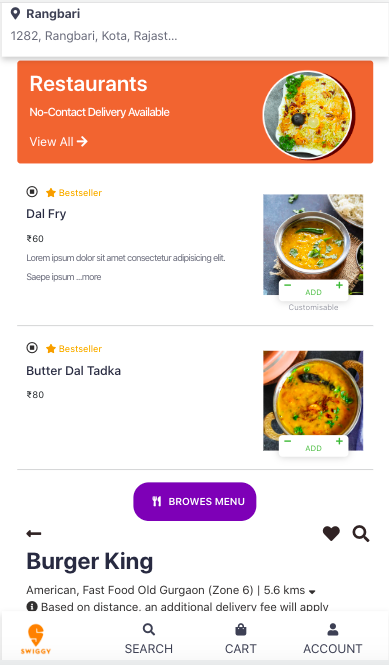 Rangbari
1282, Rangbari, Kota, Rajast...
Restaurants
No-Contact Delivery Available
View All
Bestseller
Dal Fry
₹60
Lorem ipsum dolor sit amet consectetur adipisicing elit.
Saepe ipsum ...more
− ADD +
Customisable
Bestseller
Butter Dal Tadka
₹80
− ADD +
BROWES MENU
Burger King
American, Fast Food Old Gurgaon (Zone 6) | 5.6 kms
Based on distance, an additional delivery fee will apply
SWIGGY
SEARCH
CART
ACCOUNT